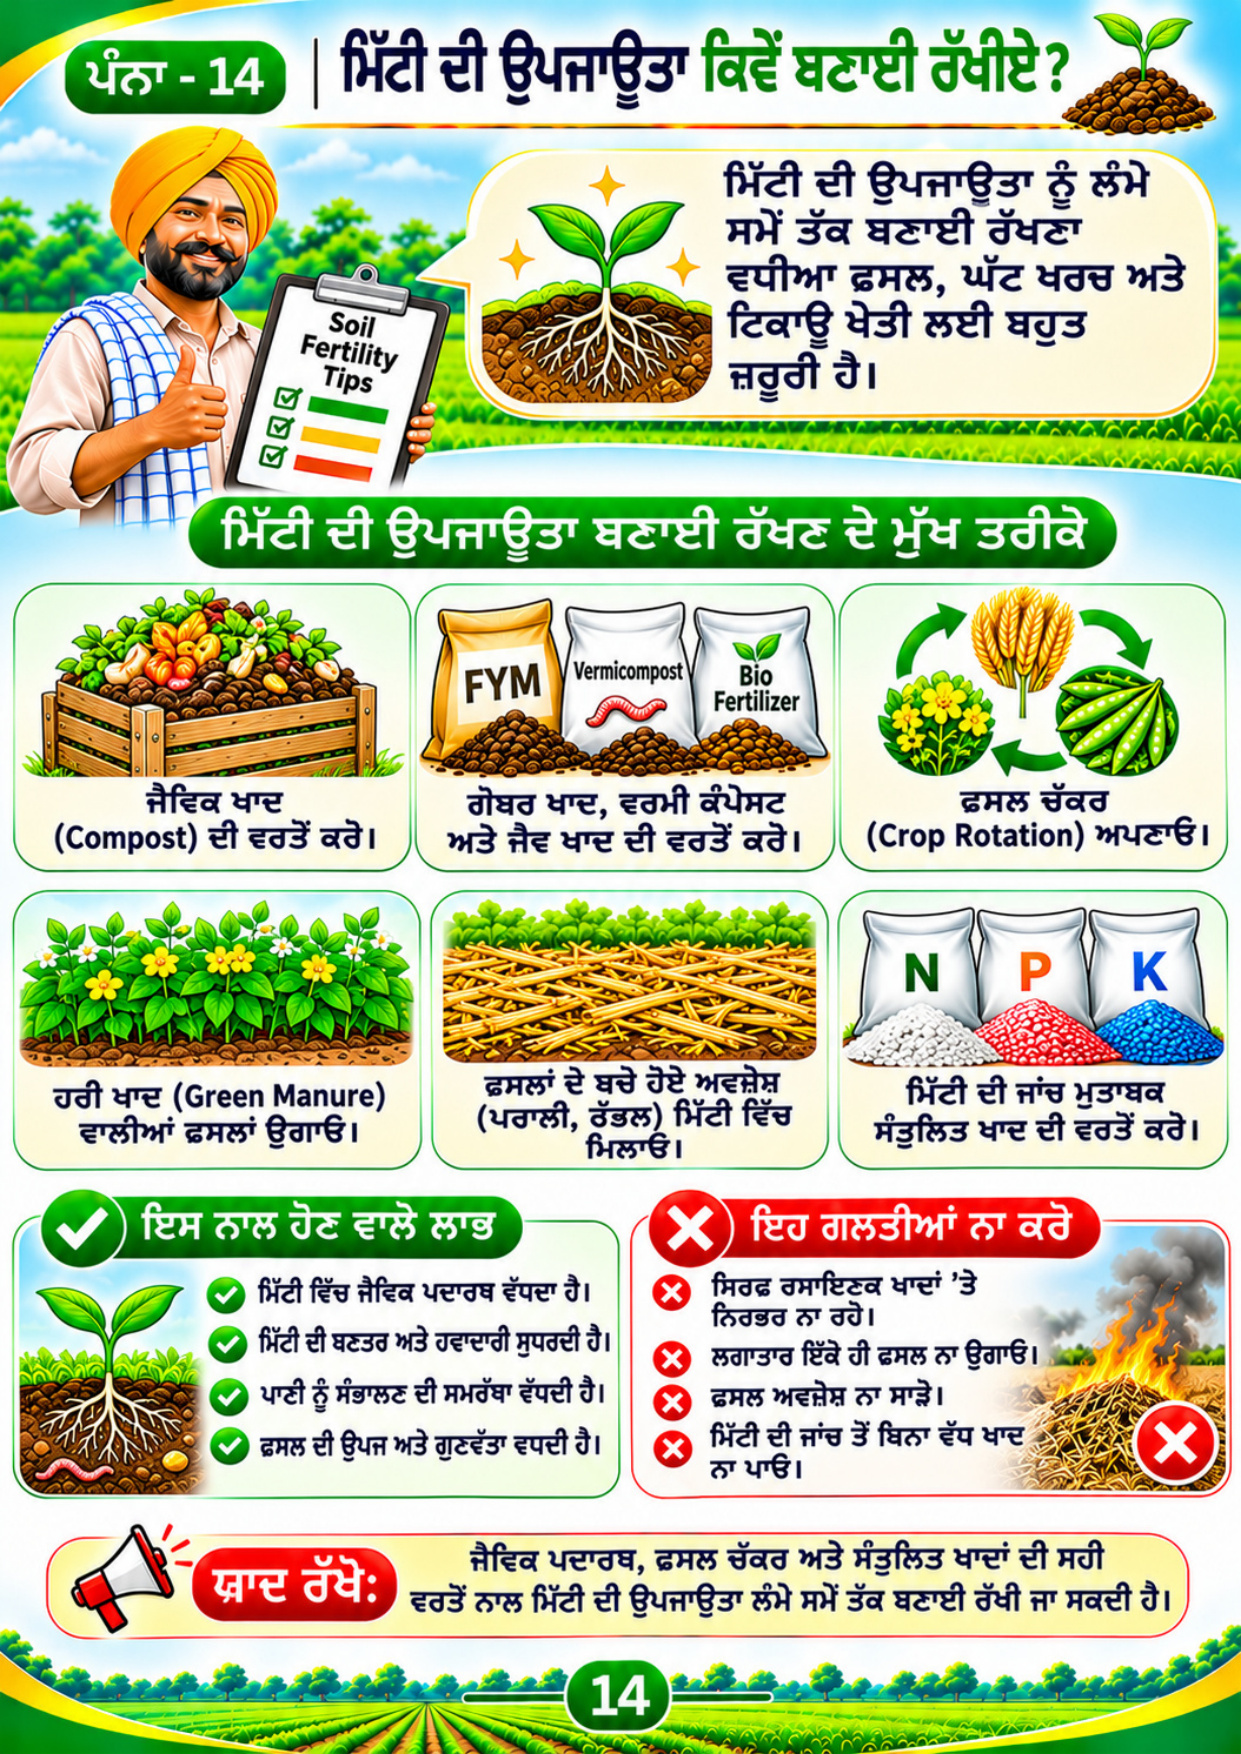 ਪੰਨਾ - 14
ਮਿੱਟੀ ਦੀ ਉਪਜਾਊਤਾ ਕਿਵੇਂ ਬਣਾਈ ਰੱਖੀਏ?
ਮਿੱਟੀ ਦੀ ਉਪਜਾਊਤਾ ਨੂੰ ਲੰਮੇ
ਸਮੇਂ ਤੱਕ ਬਣਾਈ ਰੱਖਣਾ
ਵਧੀਆ ਫ਼ਸਲ, ਘੱਟ ਖਰਚ ਅਤੇ
ਟਿਕਾਊ ਖੇਤੀ ਲਈ ਬਹੁਤ
ਜ਼ਰੂਰੀ ਹੈ।
Soil
Fertility
Tips
ਮਿੱਟੀ ਦੀ ਉਪਜਾਊਤਾ ਬਣਾਈ ਰੱਖਣ ਦੇ ਮੁੱਖ ਤਰੀਕੇ
ਜੈਵਿਕ ਖਾਦ
(Compost) ਦੀ ਵਰਤੋਂ ਕਰੋ।
FYM
Vermicompost
Bio
Fertilizer
ਗੋਬਰ ਖਾਦ, ਵਰਮੀ ਕੰਪੋਸਟ
ਅਤੇ ਜੈਵ ਖਾਦ ਦੀ ਵਰਤੋਂ ਕਰੋ।
ਫ਼ਸਲ ਚੱਕਰ
(Crop Rotation) ਅਪਣਾਓ।
ਹਰੀ ਖਾਦ (Green Manure)
ਵਾਲੀਆਂ ਫ਼ਸਲਾਂ ਉਗਾਓ।
ਫ਼ਸਲਾਂ ਦੇ ਬਚੇ ਹੋਏ ਅਵਸ਼ੇਸ਼
(ਪਰਾਲੀ, ਰੱਭਲ) ਮਿੱਟੀ ਵਿੱਚ
ਮਿਲਾਓ।
N
P
K
ਮਿੱਟੀ ਦੀ ਜਾਂਚ ਮੁਤਾਬਕ
ਸੰਤੁਲਿਤ ਖਾਦ ਦੀ ਵਰਤੋਂ ਕਰੋ।
ਇਸ ਨਾਲ ਹੋਣ ਵਾਲੇ ਲਾਭ
ਮਿੱਟੀ ਵਿੱਚ ਜੈਵਿਕ ਪਦਾਰਥ ਵੱਧਦਾ ਹੈ।
ਮਿੱਟੀ ਦੀ ਬਣਤਰ ਅਤੇ ਹਵਾਦਾਰੀ ਸੁਧਰਦੀ ਹੈ।
ਪਾਣੀ ਨੂੰ ਸੰਭਾਲਣ ਦੀ ਸਮਰੱਥਾ ਵੱਧਦੀ ਹੈ।
ਫ਼ਸਲ ਦੀ ਉਪਜ ਅਤੇ ਗੁਣਵੱਤਾ ਵਧਦੀ ਹੈ।
ਇਹ ਗਲਤੀਆਂ ਨਾ ਕਰੋ
ਸਿਰਫ ਰਸਾਇਣਕ ਖਾਦਾਂ 'ਤੇ
ਨਿਰਭਰ ਨਾ ਰਹੋ।
ਲਗਾਤਾਰ ਇੱਕੋ ਹੀ ਫ਼ਸਲ ਨਾ ਉਗਾਓ।
ਫ਼ਸਲ ਅਵਸ਼ੇਸ਼ ਨਾ ਸਾੜੋ।
ਮਿੱਟੀ ਦੀ ਜਾਂਚ ਤੋਂ ਬਿਨਾ ਵੱਧ ਖਾਦ
ਨਾ ਪਾਓ।
ਯਾਦ ਰੱਖੋ:
ਜੈਵਿਕ ਪਦਾਰਥ, ਫ਼ਸਲ ਚੱਕਰ ਅਤੇ ਸੰਤੁਲਿਤ ਖਾਦਾਂ ਦੀ ਸਹੀ
ਵਰਤੋਂ ਨਾਲ ਮਿੱਟੀ ਦੀ ਉਪਜਾਊਤਾ ਲੰਮੇ ਸਮੇਂ ਤੱਕ ਬਣਾਈ ਰੱਖੀ ਜਾ ਸਕਦੀ ਹੈ।
14